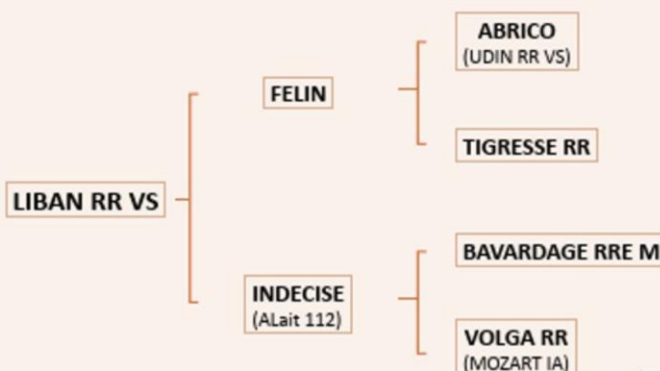 ABRICO
(UDIN RR VS)
FELIN
TIGRESSE RR
LIBAN RR VS
BAVARDAGE RRE M
INDECISE
(ALait 112)
VOLGA RR
(MOZART IA)